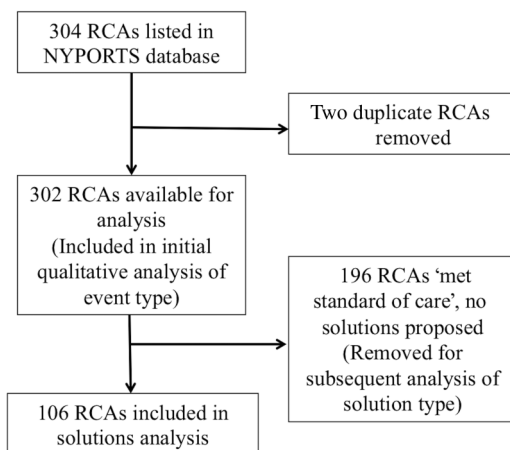 304 RCAs listed in
NYPORTS database
Two duplicate RCAs
removed
302 RCAs available for
analysis
(Included in initial
qualitative analysis of
event type)
196 RCAs ‘met
standard of care’, no
solutions proposed
(Removed for
subsequent analysis of
solution type)
106 RCAs included in
solutions analysis